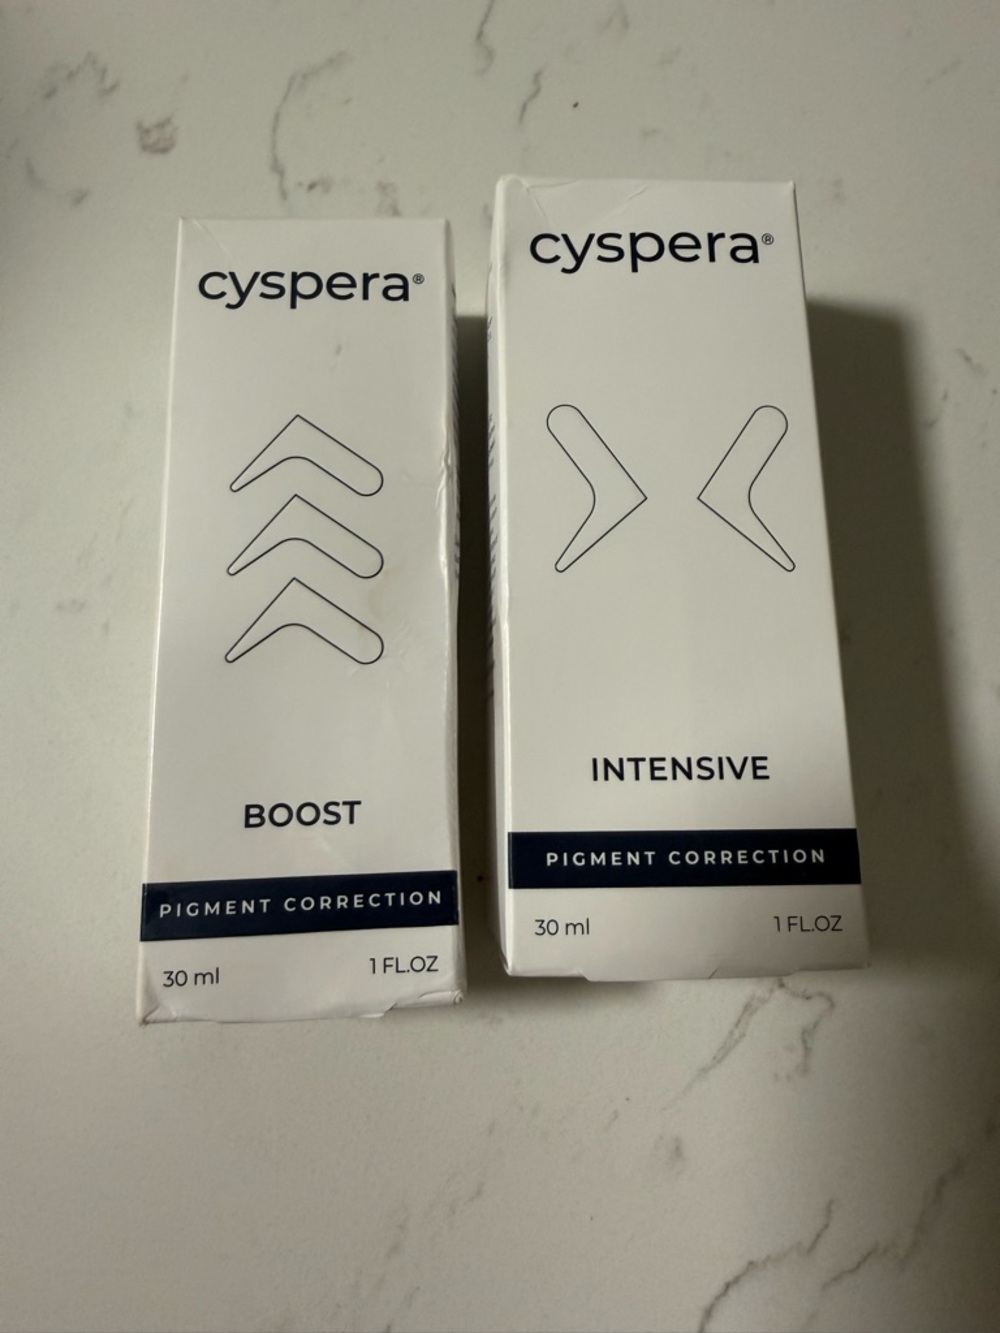 cyspera®
BOOST
PIGMENT CORRECTION
30 ml 1 FL.OZ
cyspera®
INTENSIVE
PIGMENT CORRECTION
30 ml 1 FL.OZ